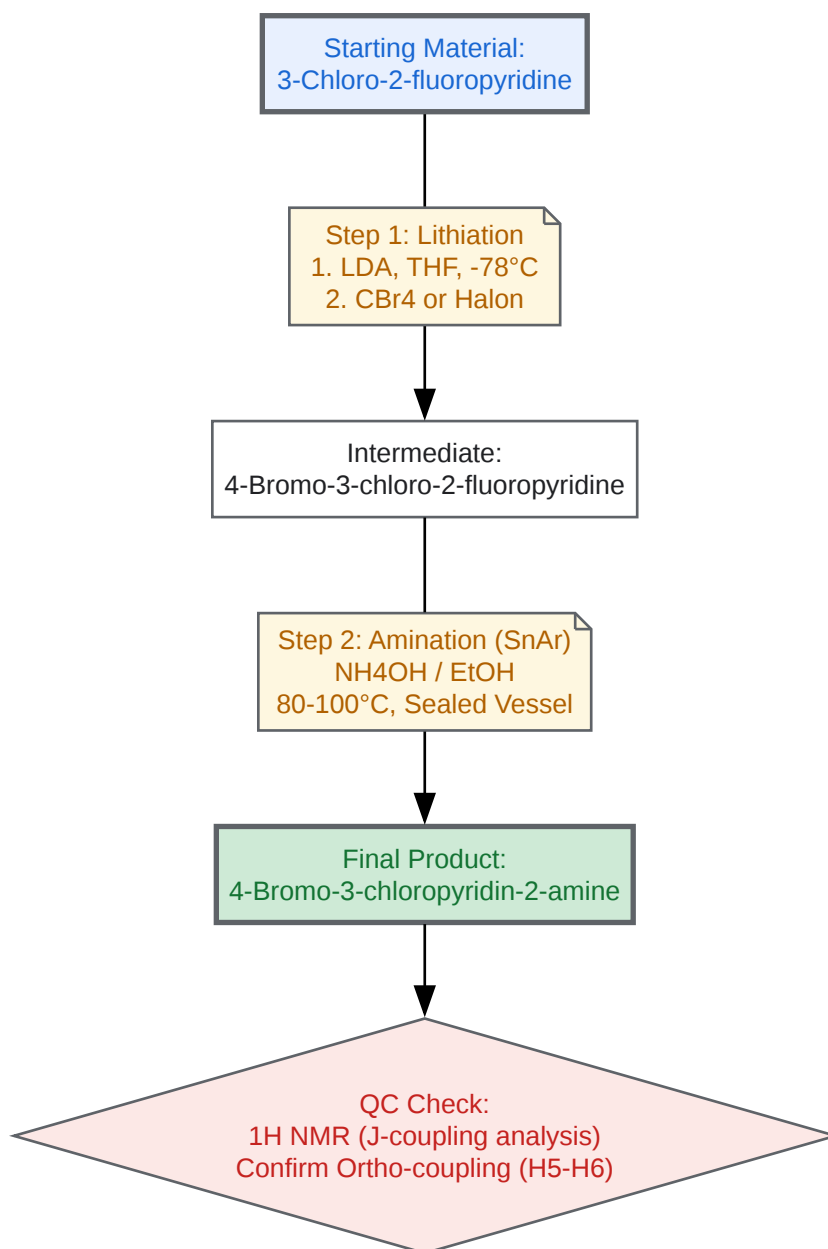 Starting Material:
3-Chloro-2-fluoropyridine
Step 1: Lithiation
1. LDA, THF, -78°C
2. CBr4 or Halon
Intermediate:
4-Bromo-3-chloro-2-fluoropyridine
Step 2: Amination (SnAr)
NH4OH / EtOH
80-100°C, Sealed Vessel
Final Product:
4-Bromo-3-chloropyridin-2-amine
QC Check:
1H NMR (J-coupling analysis)
Confirm Ortho-coupling (H5-H6)